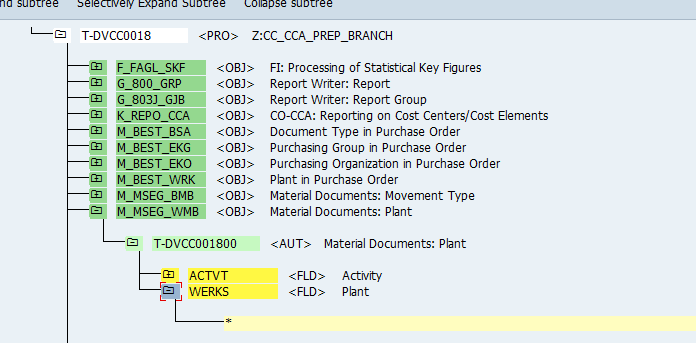 nd subtree Selectively Expand Subtree Collapse subtree
T-DVCC0018 <PRO> Z:CC_CCA_PREP_BRANCH
F_FAGL_SKF <OBJ> FI: Processing of Statistical Key Figures
G_800_GRP <OBJ> Report Writer: Report
G_803J_GJB <OBJ> Report Writer: Report Group
K_REPO_CCA <OBJ> CO-CCA: Reporting on Cost Centers/Cost Elements
M_BEST_BSA <OBJ> Document Type in Purchase Order
M_BEST_EKG <OBJ> Purchasing Group in Purchase Order
M_BEST_EKO <OBJ> Purchasing Organization in Purchase Order
M_BEST_WRK <OBJ> Plant in Purchase Order
M_MSEG_BMB <OBJ> Material Documents: Movement Type
M_MSEG_WMB <OBJ> Material Documents: Plant
T-DVCC001800 <AUT> Material Documents: Plant
ACTVT <FLD> Activity
WERKS <FLD> Plant
*